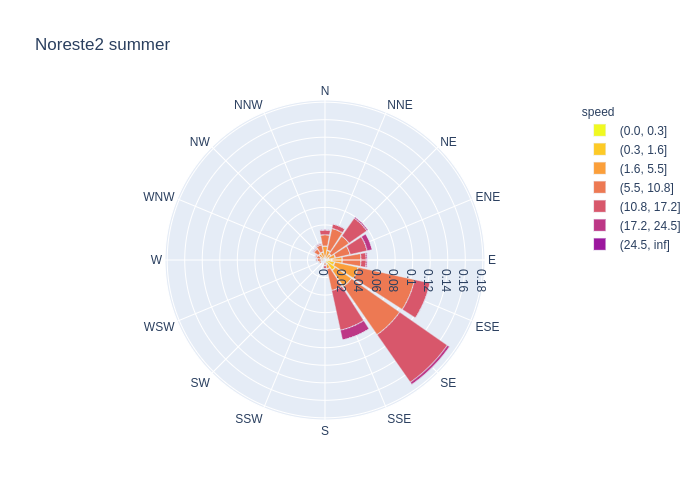 Noreste2 summer
N
NNE
NE
ENE
E
ESE
SE
SSE
S
SSW
SW
WSW
W
WNW
NW
NNW
0
0.02
0.04
0.06
0.08
0.1
0.12
0.14
0.16
0.18
speed
(0.0, 0.3]
(0.3, 1.6]
(1.6, 5.5]
(5.5, 10.8]
(10.8, 17.2]
(17.2, 24.5]
(24.5, inf]